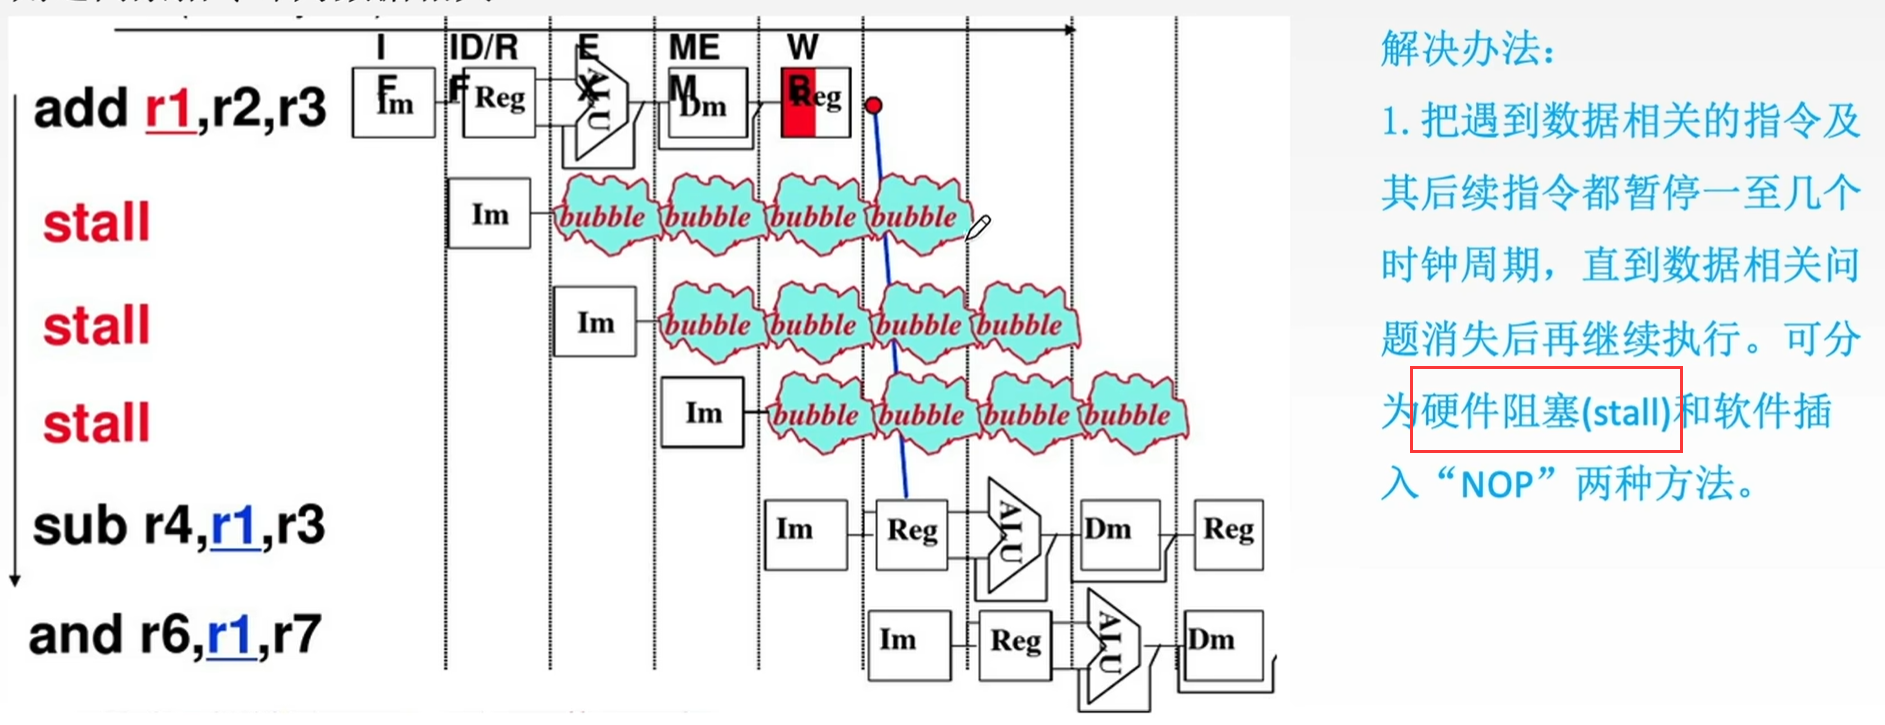 IF ID/RF EX MEM WB
add r1,r2,r3 Im Reg ALU Dm Reg
stall Im bubble bubble bubble bubble
stall Im bubble bubble bubble bubble
stall Im bubble bubble bubble bubble
sub r4,r1,r3 Im Reg ALU Dm Reg
and r6,r1,r7 Im Reg ALU Dm
解决办法：
1. 把遇到数据相关的指令及
其后续指令都暂停一至几个
时钟周期，直到数据相关问
题消失后再继续执行。可分
为硬件阻塞(stall)和软件插
入“NOP”两种方法。